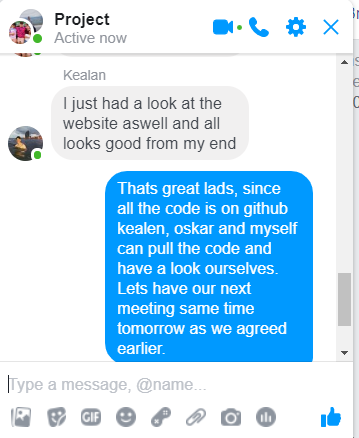 Project
Active now
Kealan
I just had a look at the
website aswell and all
looks good from my end
Thats great lads, since
all the code is on github
kealen, oskar and myself
can pull the code and
have a look ourselves.
Lets have our next
meeting same time
tomorrow as we agreed
earlier.
Type a message, @name...
GIF